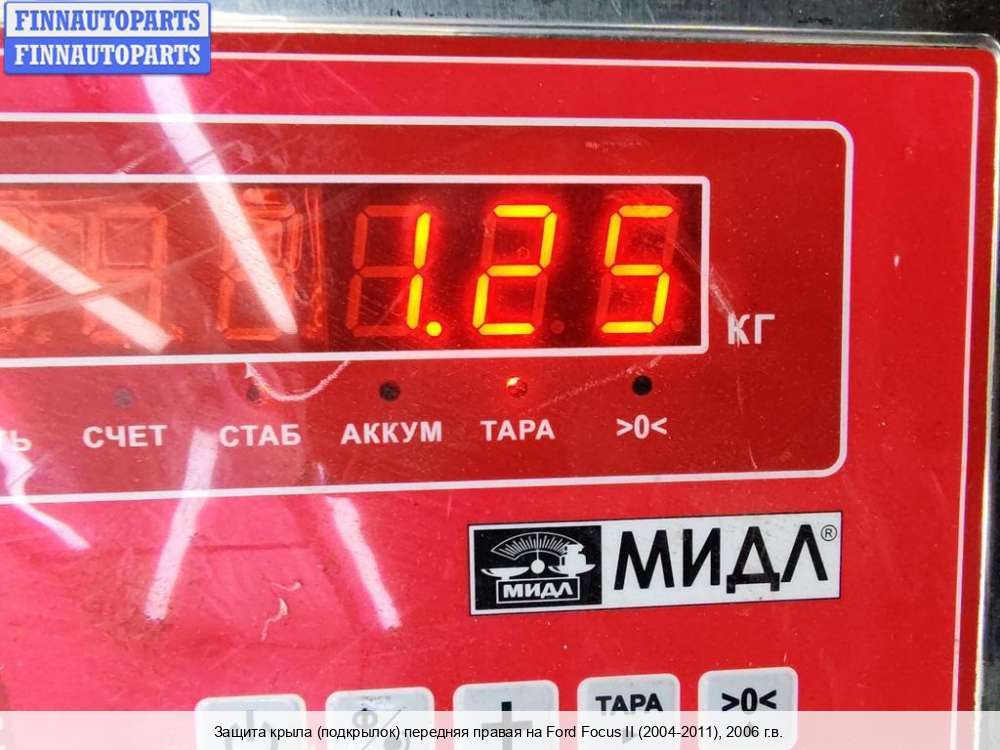 FINNAUTOPARTS
FINNAUTOPARTS
1.25
КГ
СЧЕТ СТАБ АККУМ ТАРА >0<
МИДЛ МИДЛ®
ТАРА >0<
Защита крыла (подкрылок) передняя правая на Ford Focus II (2004-2011), 2006 г.в.